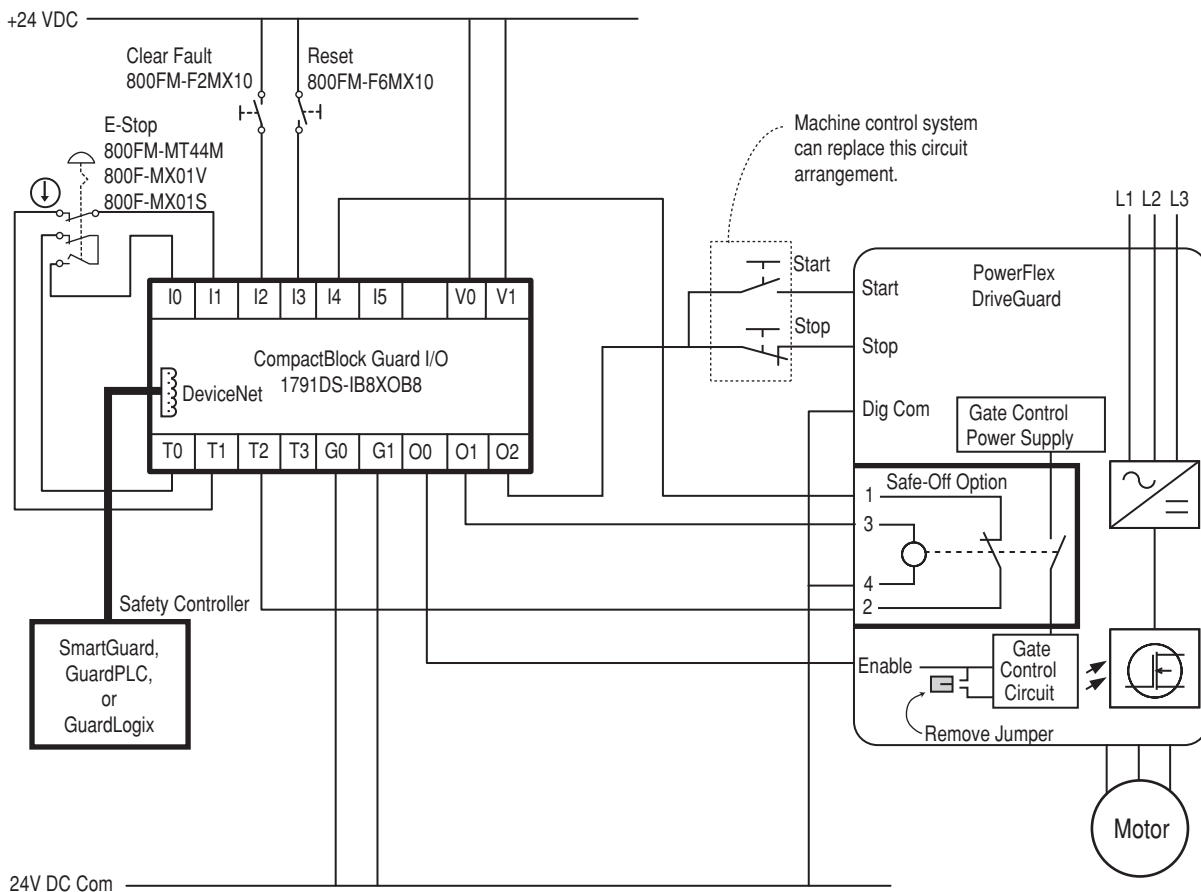 +24 VDC
Clear Fault
800FM-F2MX10
Reset
800FM-F6MX10
E-Stop
800FM-MT44M
800F-MX01V
800F-MX01S
Machine control system
can replace this circuit
arrangement.
L1 L2 L3
I0 I1 I2 I3 I4 I5 V0 V1
CompactBlock Guard I/O
1791DS-IB8XOB8
DeviceNet
T0 T1 T2 T3 G0 G1 O0 O1 O2
Start
Stop
PowerFlex
DriveGuard
Start
Stop
Dig Com
Gate Control
Power Supply
Safe-Off Option
1
3
4
2
Safety Controller
SmartGuard,
GuardPLC,
or
GuardLogix
Enable
Gate
Control
Circuit
Remove Jumper
Motor
24V DC Com